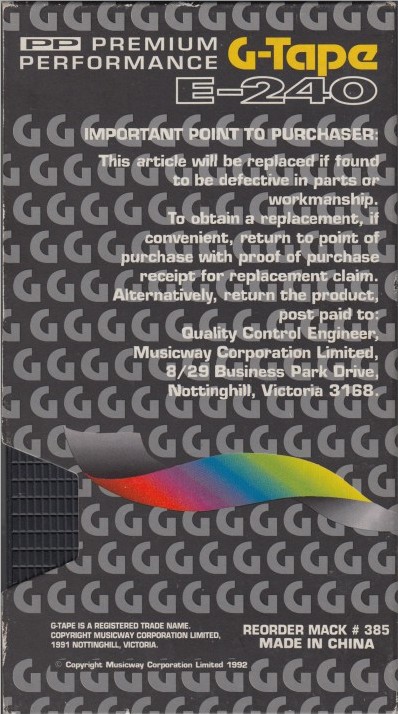 PP PREMIUM
PERFORMANCE G-Tape
E-240
IMPORTANT POINT TO PURCHASER:
This article will be replaced if found
to be defective in parts or
workmanship.
To obtain a replacement, if
convenient, return to point of
purchase with proof of purchase
receipt for replacement claim.
Alternatively, return the product,
post paid to:
Quality Control Engineer,
Musicway Corporation Limited,
8/29 Business Park Drive,
Nottinghill, Victoria 3168.
G-TAPE IS A REGISTERED TRADE NAME.
COPYRIGHT MUSICWAY CORPORATION LIMITED,
1991 NOTTINGHILL, VICTORIA.
© Copyright Musicway Corporation Limited 1992
REORDER MACK # 385
MADE IN CHINA